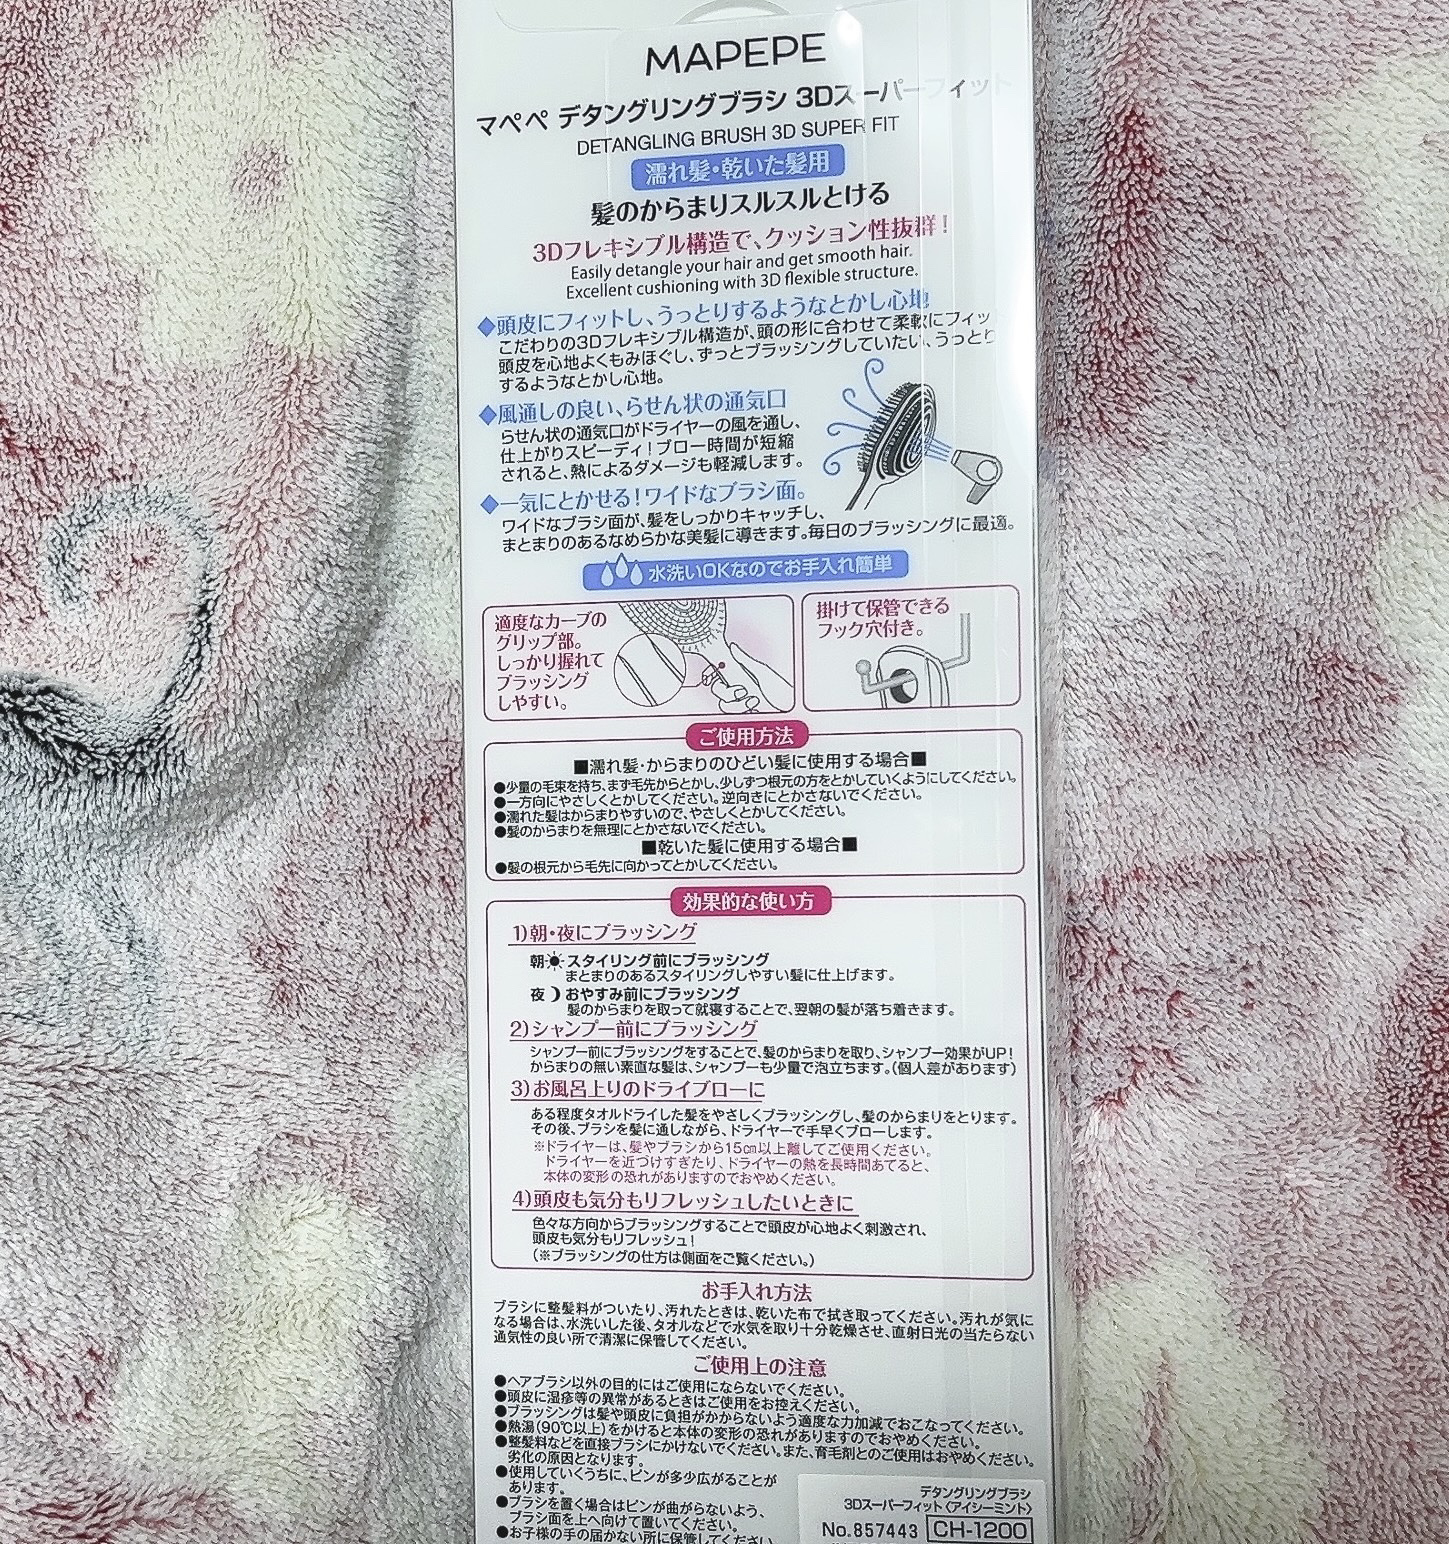 MAPEPE
マペペ デタングリングブラシ 3Dスーパーフィット
DETANGLING BRUSH 3D SUPER FIT
濡れ髪・乾いた髪用
髪のからまりスルスルとける
3Dフレキシブル構造で、クッション性抜群!
Easily detangle your hair and get smooth hair.
Excellent cushioning with 3D flexible structure.
◆頭皮にフィットし、うっとりするようなとかし心地
こだわりの3Dフレキシブル構造が、頭の形に合わせて柔軟にフィッ
頭皮を心地よくもみほぐし、ずっとブラッシングしていたい、うっとり
するようなとかし心地。
◆風通しの良い、らせん状の通気口
らせん状の通気口がドライヤーの風を通し、
仕上がりスピーディ!ブロー時間が短縮
されると、熱によるダメージも軽減します。
◆一気にとかせる!ワイドなブラシ面。
ワイドなブラシ面が、髪をしっかりキャッチし、
まとまりのあるなめらかな美髪に導きます。毎日のブラッシングに最適。
水洗いOKなのでお手入れ簡単
適度なカーブの
グリップ部。
しっかり握れて
ブラッシング
しやすい。
掛けて保管できる
フック穴付き。
ご使用方法
■濡れ髪・からまりのひどい髪に使用する場合■
●少量の毛束を持ち、まず毛先からとかし、少しずつ根元の方をとかしていくようにしてください。
●一方向にやさしくとかしてください。逆向きにとかさないでください。
●濡れた髪はからまりやすいので、やさしくとかしてください。
●髪のからまりを無理にとかさないでください。
■乾いた髪に使用する場合■
●髪の根元から毛先に向かってとかしてください。
効果的な使い方
1)朝・夜にブラッシング
朝 スタイリング前にブラッシング
まとまりのあるスタイリングしやすい髪に仕上げます。
夜 おやすみ前にブラッシング
髪のからまりを取って就寝することで、翌朝の髪が落ち着きます。
2)シャンプー前にブラッシング
シャンプー前にブラッシングをすることで、髪のからまりを取り、シャンプー効果がUP!
からまりの無い素直な髪は、シャンプーも少量で泡立ちます。(個人差があります)
3)お風呂上りのドライブローに
ある程度タオルドライした髪をやさしくブラッシングし、髪のからまりをとります。
その後、ブラシを髪に通しながら、ドライヤーで手早くブローします。
※ドライヤーは、髪やブラシから15㎝以上離してご使用ください。
ドライヤーを近づけすぎたり、ドライヤーの熱を長時間あてると、
本体の変形の恐れがありますのでおやめください。
4)頭皮も気分もリフレッシュしたいときに
色々な方向からブラッシングすることで頭皮が心地よく刺激され、
頭皮も気分もリフレッシュ!
(※ブラッシングの仕方は側面をご覧ください。)
お手入れ方法
ブラシに整髪料がついたり、汚れたときは、乾いた布で拭き取ってください。汚れが気に
なる場合は、水洗いした後、タオルなどで水気を取り十分乾燥させ、直射日光の当たらない
通気性の良い所で清潔に保管してください。
ご使用上の注意
●ヘアブラシ以外の目的にはご使用にならないでください。
●頭皮に湿疹等の異常があるときはご使用をお控えください。
●ブラッシングは髪や頭皮に負担がかからないよう適度な力加減でおこなってください。
●熱湯(90℃以上)をかけると本体の変形の恐れがありますのでおやめください。
●整髪料などを直接ブラシにかけないでください。また、育毛剤とのご使用はおやめください。
劣化の原因となります。
●使用していくうちに、ピンが多少広がることが
あります。
●ブラシを置く場合はピンが曲がらないよう、
ブラシ面を上へ向けて置いてください。
●お子様の手の届かない所に保管してください
デタングリングブラシ
3Dスーパーフィット〈アイシーミント〉
No.857443 CH-1200